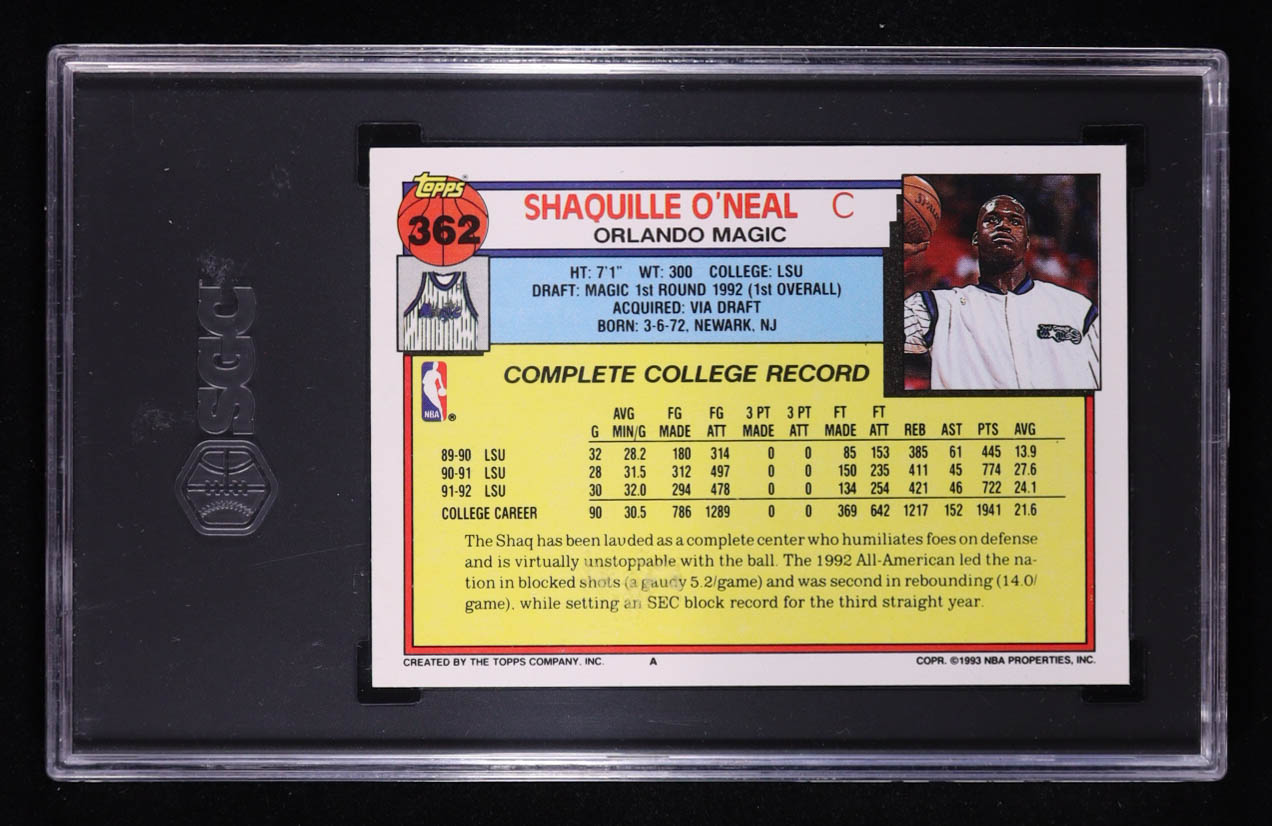 topps
362
SHAQUILLE O'NEAL C
ORLANDO MAGIC
HT: 7'1" WT: 300 COLLEGE: LSU
DRAFT: MAGIC 1st ROUND 1992 (1st OVERALL)
ACQUIRED: VIA DRAFT
BORN: 3-6-72, NEWARK, NJ
SGC
NBA ®
COMPLETE COLLEGE RECORD
AVG FG FG 3 PT 3 PT FT FT
G MIN/G MADE ATT MADE ATT MADE ATT REB AST PTS AVG
89-90 LSU 32 28.2 180 314 0 0 85 153 385 61 445 13.9
90-91 LSU 28 31.5 312 497 0 0 150 235 411 45 774 27.6
91-92 LSU 30 32.0 294 478 0 0 134 254 421 46 722 24.1
COLLEGE CAREER 90 30.5 786 1289 0 0 369 642 1217 152 1941 21.6
The Shaq has been lauded as a complete center who humiliates foes on defense
and is virtually unstoppable with the ball. The 1992 All-American led the na-
tion in blocked shots (a gaudy 5.2/game) and was second in rebounding (14.0/
game), while setting an SEC block record for the third straight year.
CREATED BY THE TOPPS COMPANY, INC. A COPR. ©1993 NBA PROPERTIES, INC.